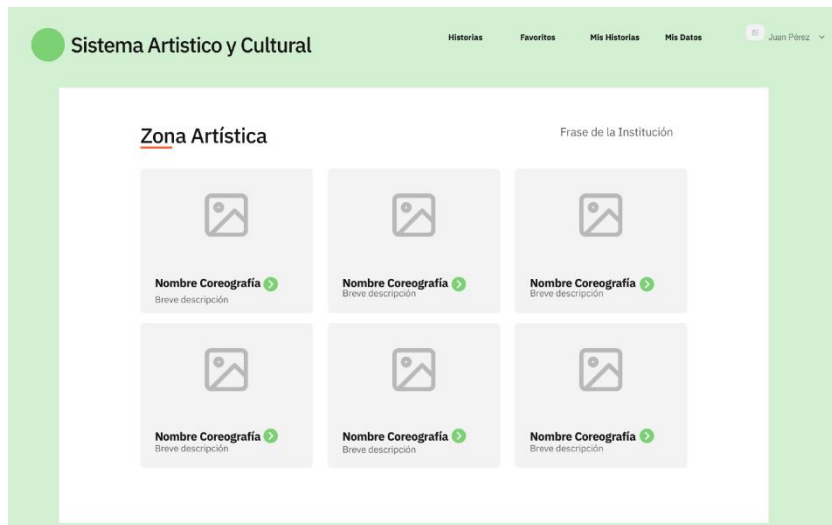 Sistema Artistico y Cultural
Historias
Favoritos
Mis Historias
Mis Datos
Juan Pérez
Zona Artística
Frase de la Institución
Nombre Coreografía
Breve descripción
Nombre Coreografía
Breve descripción
Nombre Coreografía
Breve descripción
Nombre Coreografía
Breve descripción
Nombre Coreografía
Breve descripción
Nombre Coreografía
Breve descripción